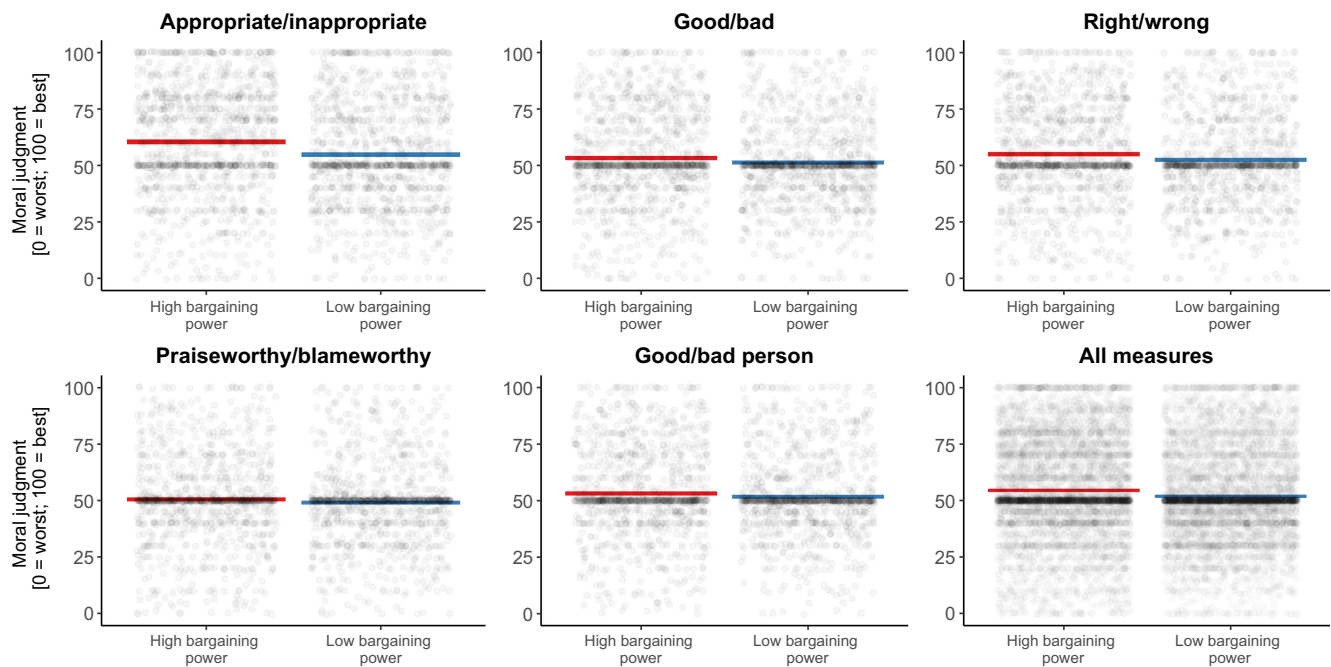 Appropriate/inappropriate
Good/bad
Right/wrong
Moral judgment
[0 = worst; 100 = best]
100
75
50
25
0
High bargaining
power
Low bargaining
power
100
75
50
25
0
High bargaining
power
Low bargaining
power
100
75
50
25
0
High bargaining
power
Low bargaining
power
Praiseworthy/blameworthy
Good/bad person
All measures
Moral judgment
[0 = worst; 100 = best]
100
75
50
25
0
High bargaining
power
Low bargaining
power
100
75
50
25
0
High bargaining
power
Low bargaining
power
100
75
50
25
0
High bargaining
power
Low bargaining
power